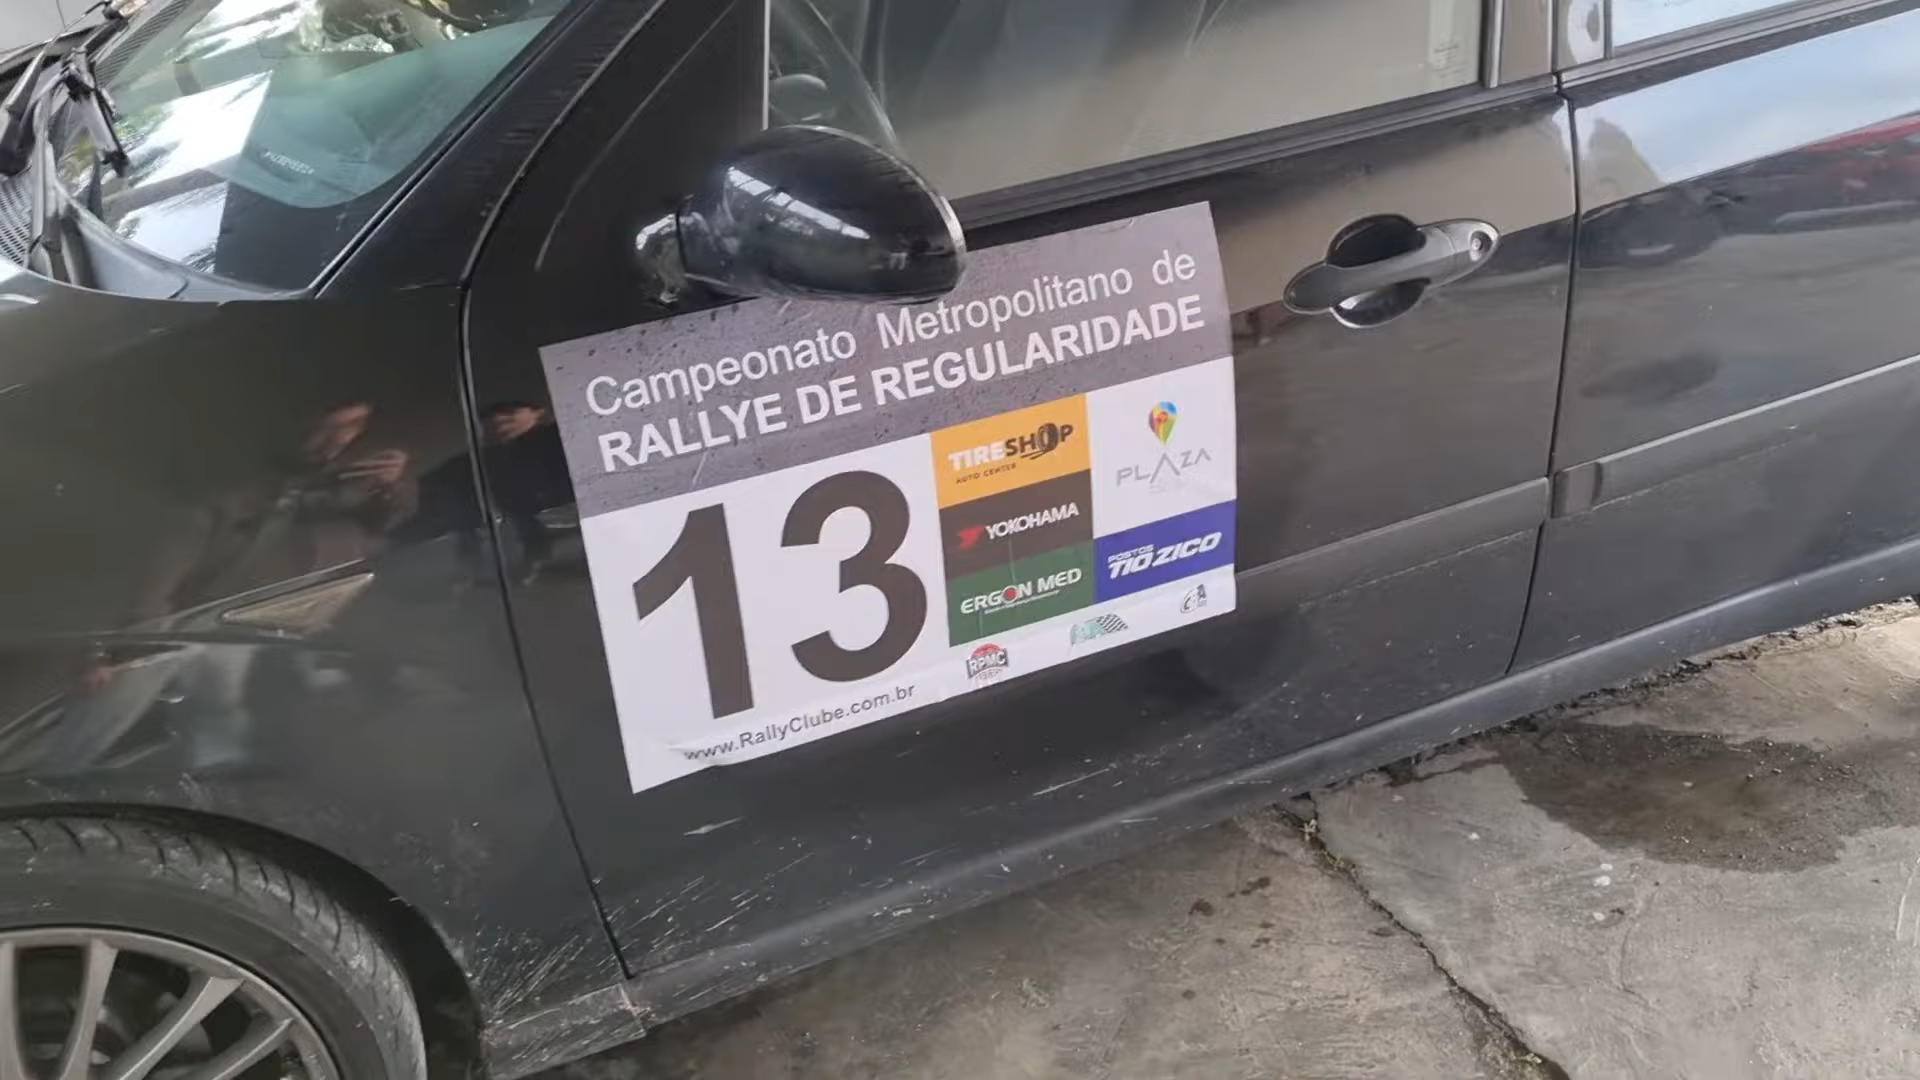 Campeonato Metropolitano de
RALLYE DE REGULARIDADE
13
TIRESHOP
AUTO CENTER
YOKOHAMA
ERGON MED
PLAZA
POSTOS
TIO ZICO
RPMC
www.RallyClube.com.br